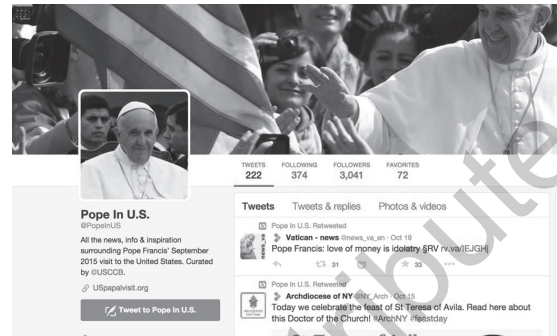 TWEETS FOLLOWING FOLLOWERS FAVORITES
222 374 3,041 72
Tweets Tweets & replies Photos & videos
Pope In U.S.
@PopeInUS
All the news, info & inspiration
surrounding Pope Francis' September
2015 visit to the United States. Curated
by @USCCB.
USpapalvisit.org
Tweet to Pope In U.S.
Pope In U.S. Retweeted
Vatican - news @news_va_en · Oct 19
Pope Francis: love of money is idolatry §RV rv.va/IEJGHj
31 33
Pope In U.S. Retweeted
Archdiocese of NY @NY_Arch · Oct 15
Today we celebrate the feast of St Teresa of Avila. Read here about
this Doctor of the Church! #ArchNY #feastday